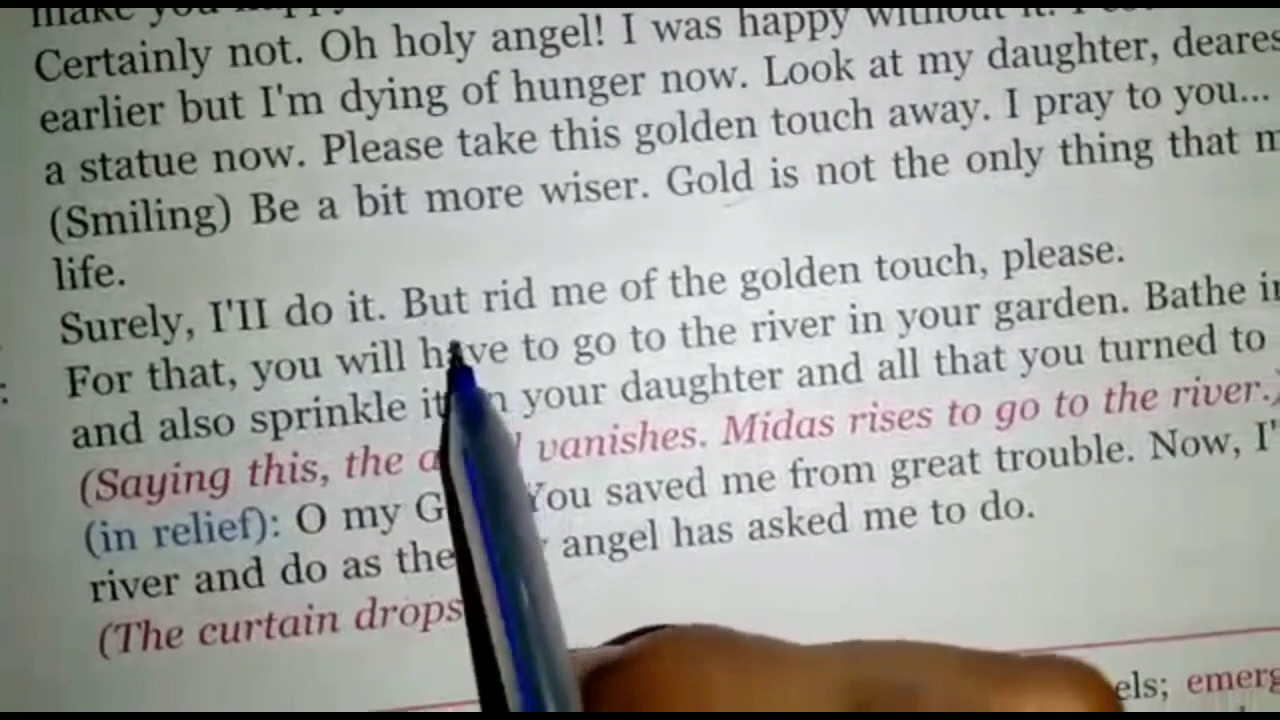 make you happy
Certainly not. Oh holy angel! I was happy without it. I
earlier but I'm dying of hunger now. Look at my daughter, deares
a statue now. Please take this golden touch away. I pray to you...
(Smiling) Be a bit more wiser. Gold is not the only thing that m
life.
Surely, I'II do it. But rid me of the golden touch, please.
: For that, you will have to go to the river in your garden. Bathe in
and also sprinkle it your daughter and all that you turned to
(Saying this, the vanishes. Midas rises to go to the river.)
(in relief): O my G You saved me from great trouble. Now, I'
river and do as the angel has asked me to do.
(The curtain drops
els; emerg